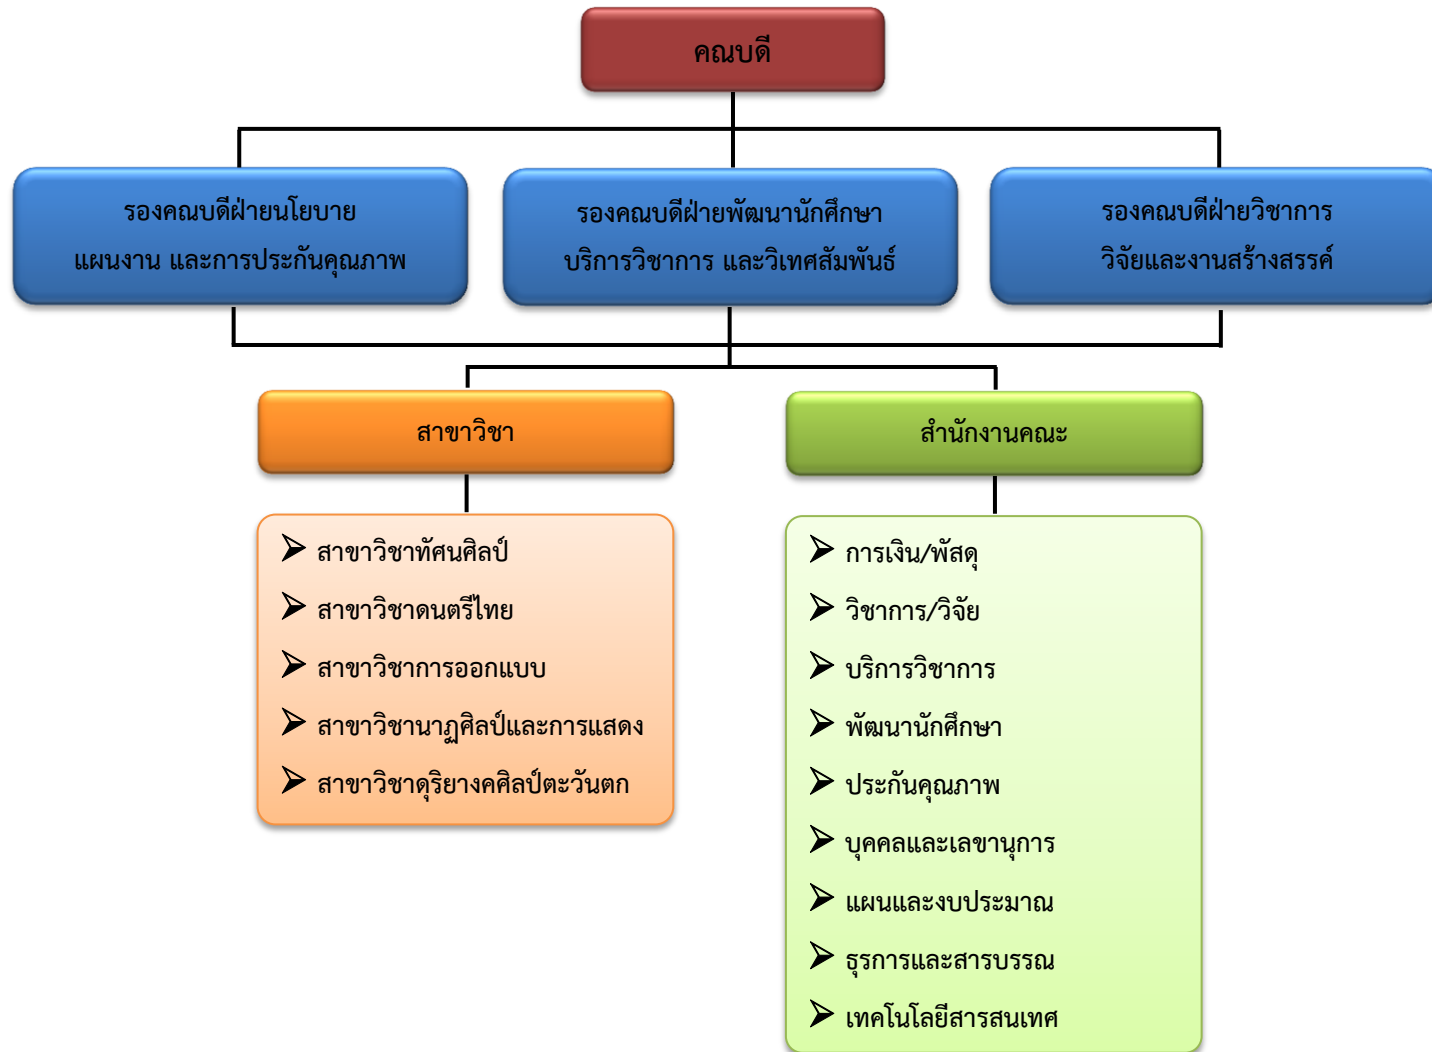 คณบดี
รองคณบดีฝ่ายนโยบาย
แผนงาน และการประกันคุณภาพ
รองคณบดีฝ่ายพัฒนานักศึกษา
บริการวิชาการ และวิเทศสัมพันธ์
รองคณบดีฝ่ายวิชาการ
วิจัยและงานสร้างสรรค์
สาขาวิชา
สาขาวิชาทัศนศิลป์
สาขาวิชาดนตรีไทย
สาขาวิชาการออกแบบ
สาขาวิชานาฏศิลป์และการแสดง
สาขาวิชาดุริยางคศิลป์ตะวันตก
สำนักงานคณะ
การเงิน/พัสดุ
วิชาการ/วิจัย
บริการวิชาการ
พัฒนานักศึกษา
ประกันคุณภาพ
บุคคลและเลขานุการ
แผนและงบประมาณ
ธุรการและสารบรรณ
เทคโนโลยีสารสนเทศ